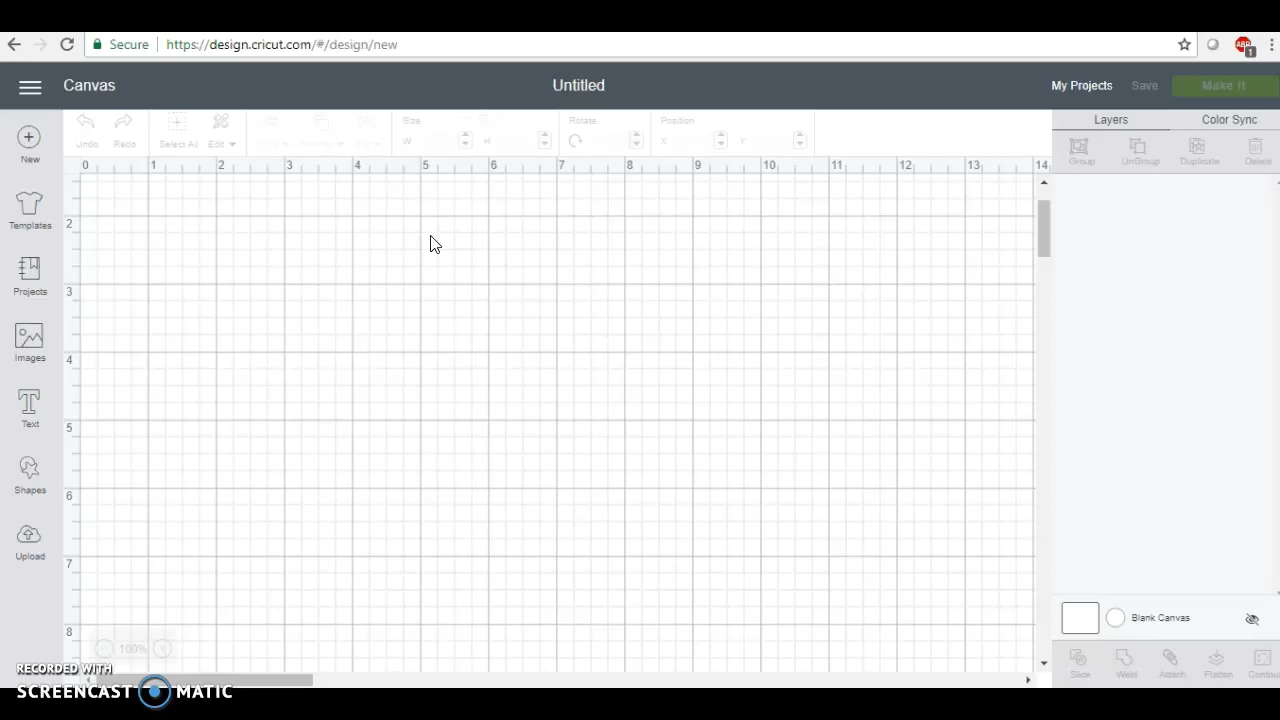 Secure https://design.cricut.com/#/design/new
ABP 1
Canvas Untitled My Projects Save Make It
Size Rotate Position Layers Color Sync
Undo Redo Select All Edit W H X Y
Group UnGroup Duplicate Delete
0 1 2 3 4 5 6 7 8 9 10 11 12 13 14
New
Templates
Projects
Images
Text
Shapes
Upload
2
3
4
5
6
7
8
100%
Blank Canvas
Slice Weld Attach Flatten Contou
RECORDED WITH
SCREENCAST MATIC